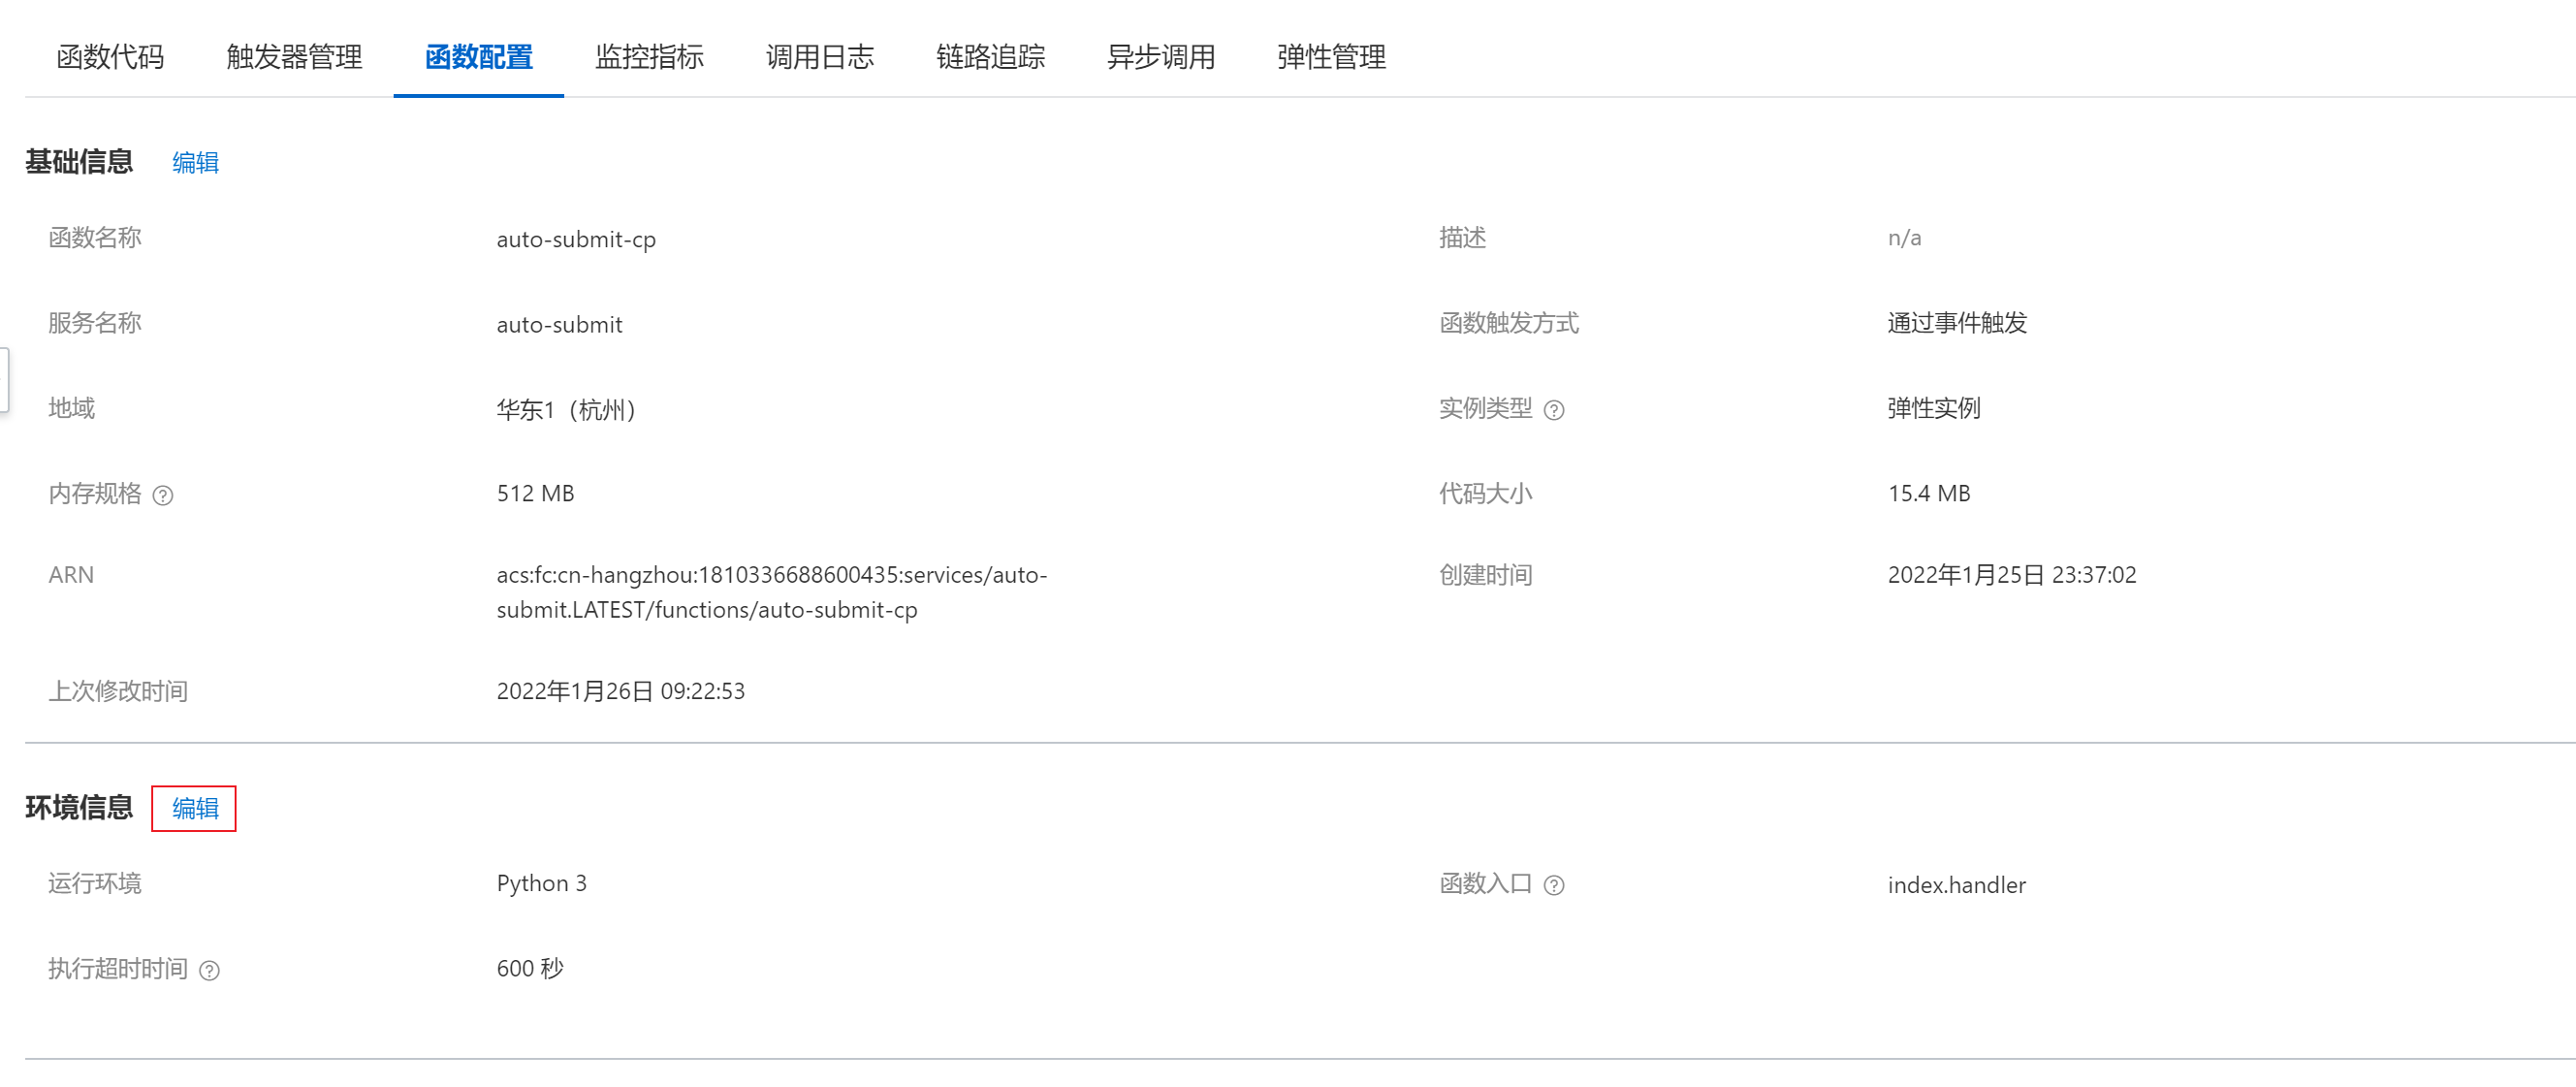 函数代码 触发器管理 函数配置 监控指标 调用日志 链路追踪 异步调用 弹性管理
基础信息 编辑
函数名称 auto-submit-cp 描述 n/a
服务名称 auto-submit 函数触发方式 通过事件触发
地域 华东1（杭州） 实例类型 弹性实例
内存规格 512 MB 代码大小 15.4 MB
ARN acs:fc:cn-hangzhou:1810336688600435:services/auto- 创建时间 2022年1月25日 23:37:02
submit.LATEST/functions/auto-submit-cp
上次修改时间 2022年1月26日 09:22:53
环境信息 编辑
运行环境 Python 3 函数入口 index.handler
执行超时时间 600 秒